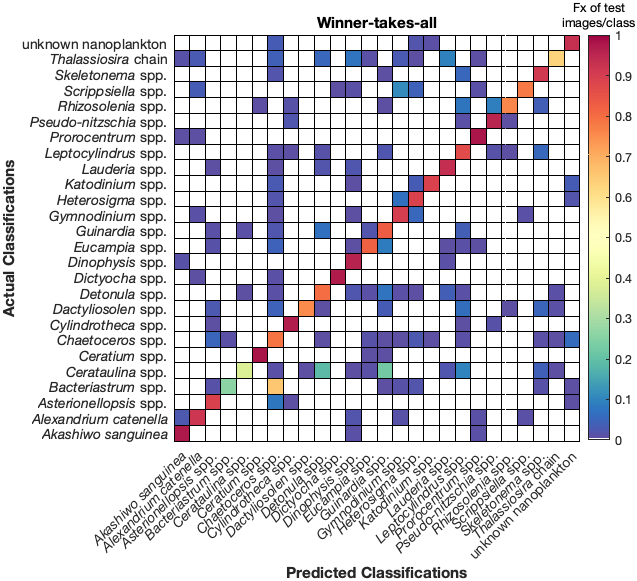 Winner-takes-all
Fx of test
images/class
unknown nanoplankton
Thalassiosira chain
Skeletonema spp.
Scrippsiella spp.
Rhizosolenia spp.
Pseudo-nitzschia spp.
Prorocentrum spp.
Leptocylindrus spp.
Lauderia spp.
Katodinium spp.
Heterosigma spp.
Gymnodinium spp.
Guinardia spp.
Eucampia spp.
Dinophysis spp.
Dictyocha spp.
Detonula spp.
Dactyliosolen spp.
Cylindrotheca spp.
Chaetoceros spp.
Ceratium spp.
Cerataulina spp.
Bacteriastrum spp.
Asterionellopsis spp.
Alexandrium catenella
Akashiwo sanguinea
Actual Classifications
1
0.9
0.8
0.7
0.6
0.5
0.4
0.3
0.2
0.1
0
Akashiwo sanguinea
Alexandrium catenella
Asterionellopsis spp.
Bacteriastrum spp.
Cerataulina spp.
Ceratium spp.
Chaetoceros spp.
Cylindrotheca spp.
Dactyliosolen spp.
Detonula spp.
Dictyocha spp.
Dinophysis spp.
Eucampia spp.
Guinardia spp.
Gymnodinium spp.
Heterosigma spp.
Katodinium spp.
Lauderia spp.
Leptocylindrus spp.
Prorocentrum spp.
Pseudo-nitzschia spp.
Rhizosolenia spp.
Scrippsiella spp.
Skeletonema spp.
Thalassiosira chain
unknown nanoplankton
Predicted Classifications